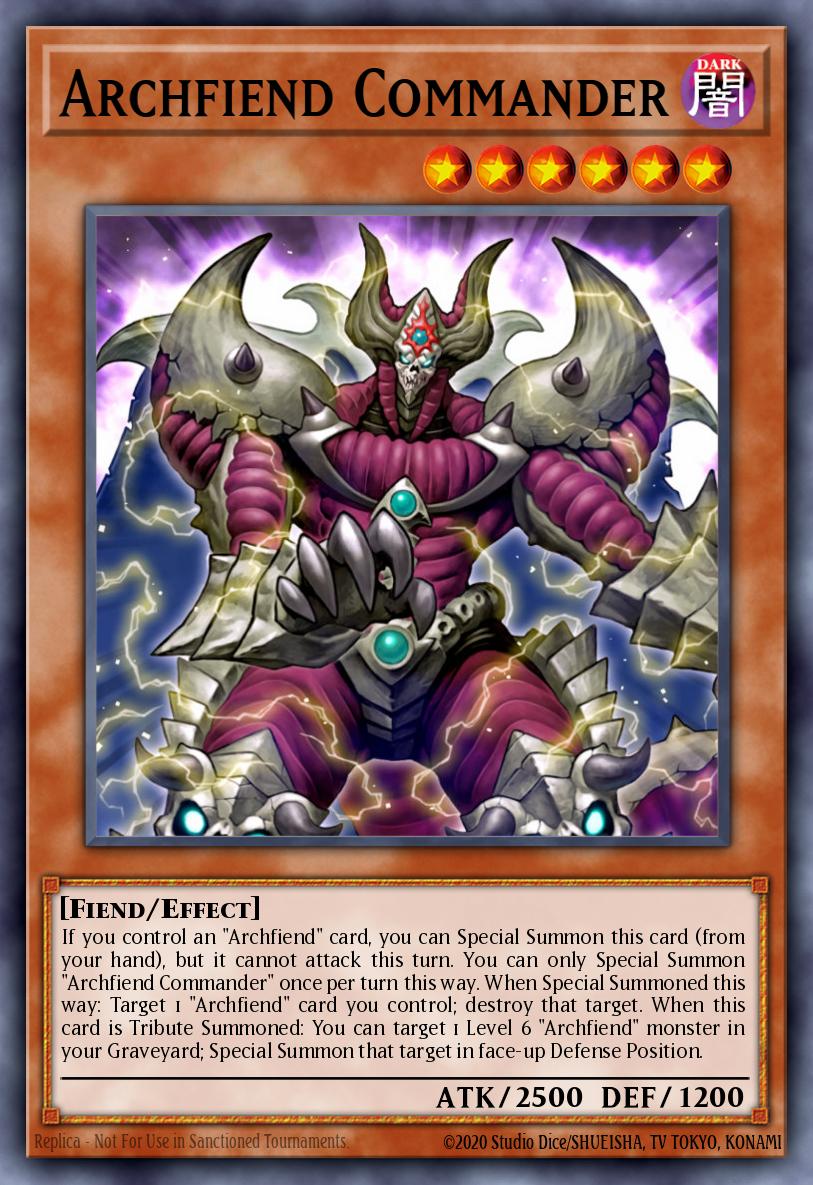 Archfiend Commander
DARK
闇
[Fiend/Effect]
If you control an "Archfiend" card, you can Special Summon this card (from
your hand), but it cannot attack this turn. You can only Special Summon
"Archfiend Commander" once per turn this way. When Special Summoned this
way: Target 1 "Archfiend" card you control; destroy that target. When this
card is Tribute Summoned: You can target 1 Level 6 "Archfiend" monster in
your Graveyard; Special Summon that target in face-up Defense Position.
ATK/2500 DEF/1200
Replica - Not For Use in Sanctioned Tournaments.
©2020 Studio Dice/SHUEISHA, TV TOKYO, KONAMI